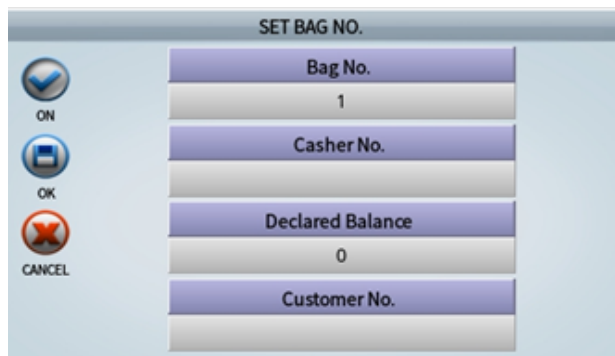 SET BAG NO.
ON
OK
CANCEL
Bag No.
1
Casher No.
Declared Balance
0
Customer No.